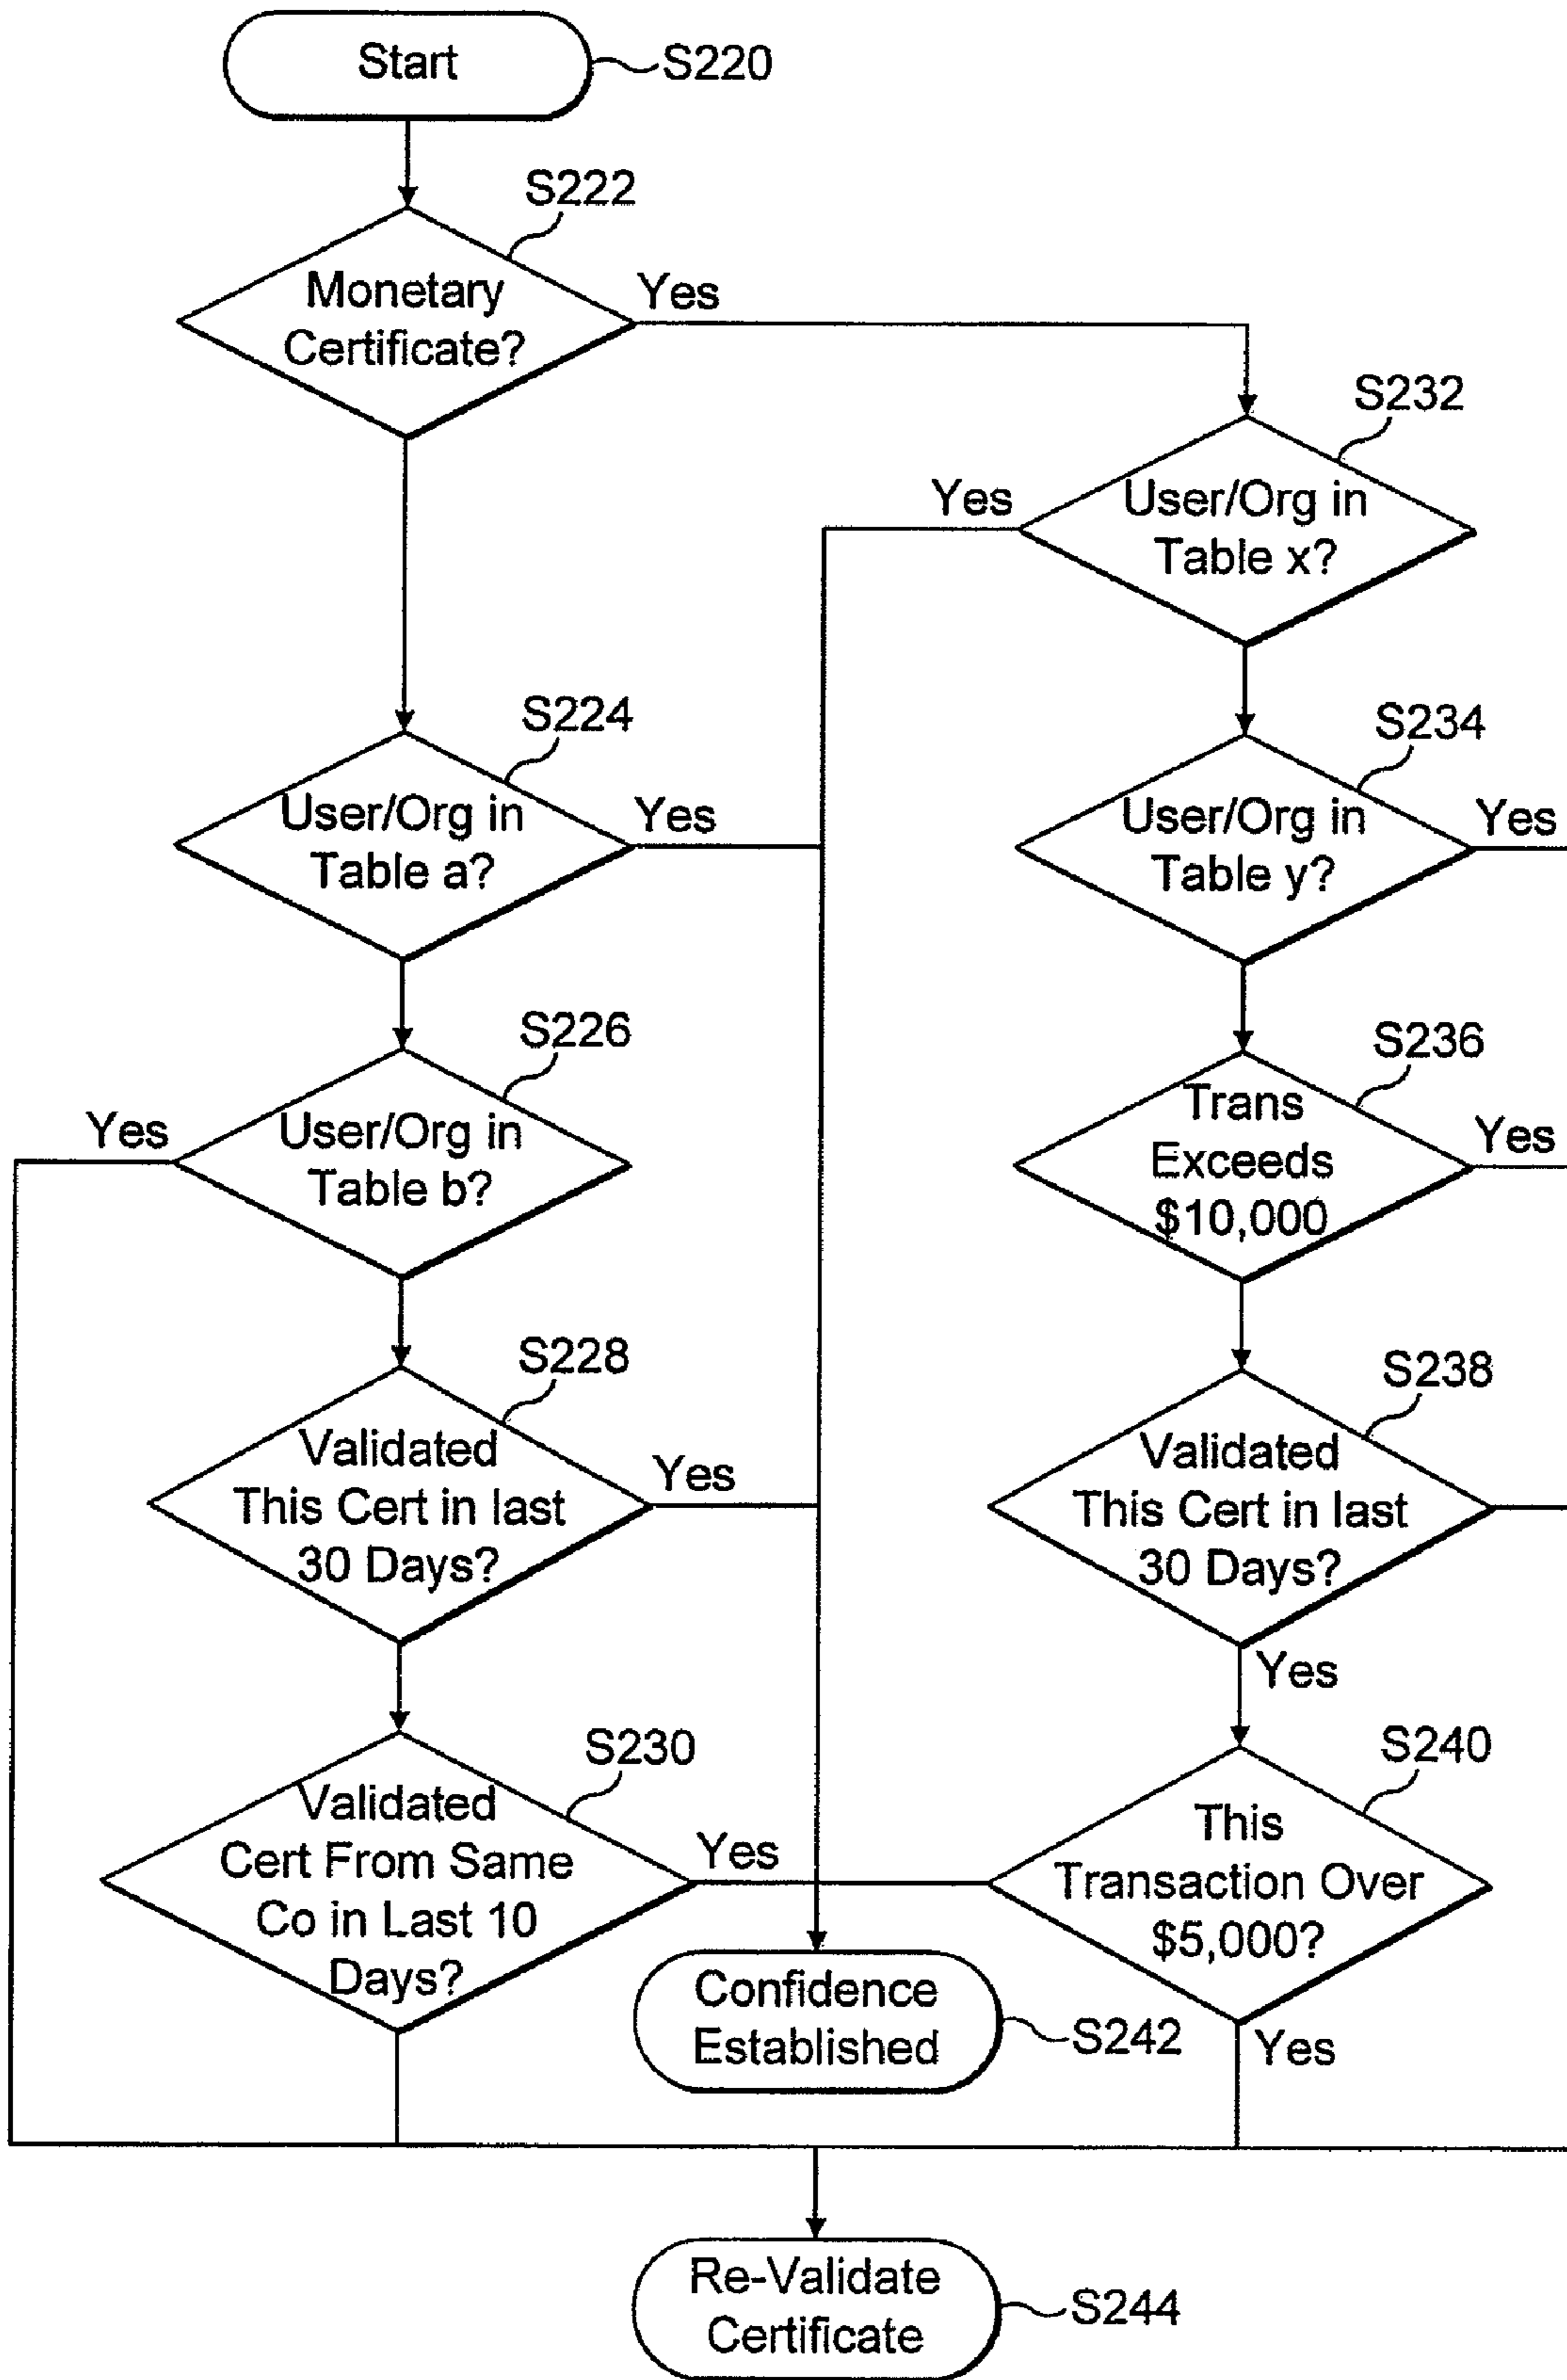 Start
S220
S222
Monetary
Certificate?
Yes
S232
User/Org in
Table x?
Yes
S224
User/Org in
Table a?
Yes
S234
User/Org in
Table y?
Yes
S226
User/Org in
Table b?
Yes
S236
Trans
Exceeds
$10,000
Yes
S228
Validated
This Cert in last
30 Days?
Yes
S238
Validated
This Cert in last
30 Days?
Yes
S230
Validated
Cert From Same
Co in Last 10
Days?
Yes
S240
This
Transaction Over
$5,000?
Yes
Confidence
Established
S242
Re-Validate
Certificate
S244